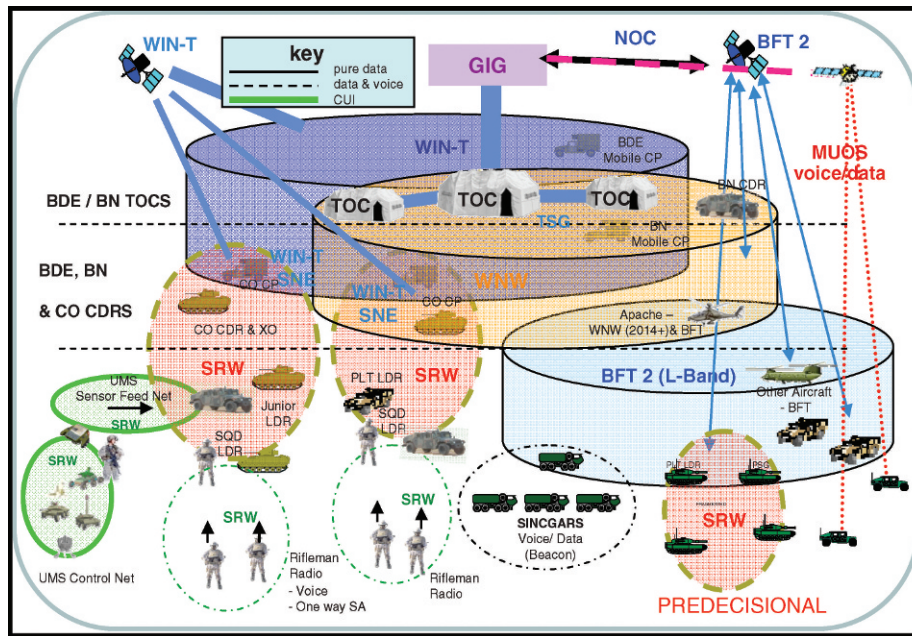 WIN-T
key
pure data
data & voice
CUI
GIG
NOC
BFT 2
WIN-T
BDE
Mobile CP
MUOS
voice/data
TOC
TOC
TOC
BN CDR
BDE / BN TOCS
TSG
BN
Mobile CP
BDE, BN
& CO CDRS
WIN-T
SNE
CO CP
WIN-T
SNE
CO CP
WNW
CO CDR & XO
Apache –
WNW (2014+)& BFT
SRW
SRW
BFT 2 (L-Band)
UMS
Sensor Feed Net
SRW
PLT LDR
Junior
LDR
SQD
LDR
SQD
LDR
Other Aircraft
- BFT
SRW
PLT LDR
PSG
SRW
SRW
SRW
SINCGARS
Voice/ Data
(Beacon)
UMS Control Net
Rifleman
Radio
- Voice
- One way SA
Rifleman
Radio
PREDECISIONAL